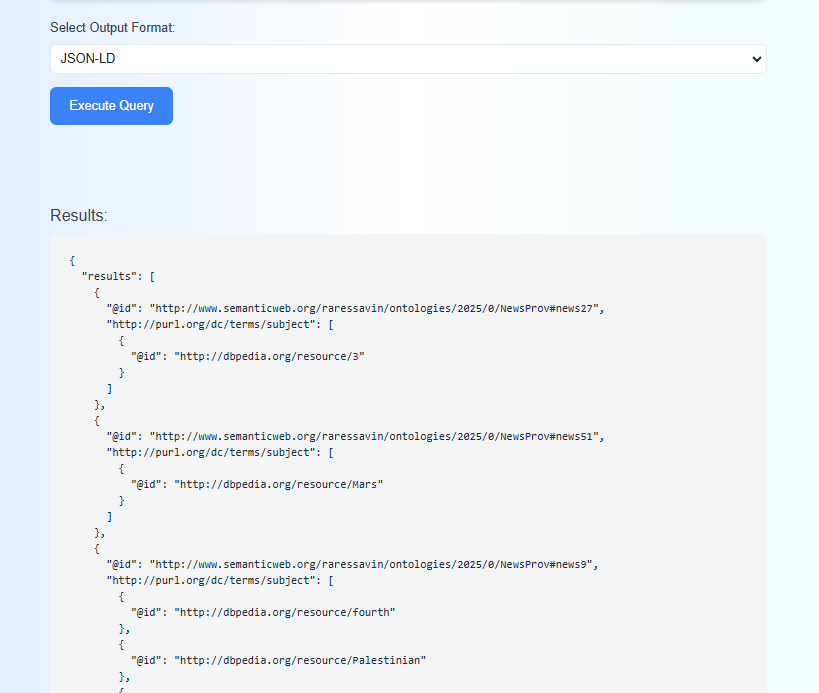 Select Output Format:
JSON-LD
Execute Query
Results:
{
  "results": [
    {
      "@id": "http://www.semanticweb.org/raressavin/ontologies/2025/0/NewsProv#news27",
      "http://purl.org/dc/terms/subject": [
        {
          "@id": "http://dbpedia.org/resource/3"
        }
      ]
    },
    {
      "@id": "http://www.semanticweb.org/raressavin/ontologies/2025/0/NewsProv#news51",
      "http://purl.org/dc/terms/subject": [
        {
          "@id": "http://dbpedia.org/resource/Mars"
        }
      ]
    },
    {
      "@id": "http://www.semanticweb.org/raressavin/ontologies/2025/0/NewsProv#news9",
      "http://purl.org/dc/terms/subject": [
        {
          "@id": "http://dbpedia.org/resource/fourth"
        },
        {
          "@id": "http://dbpedia.org/resource/Palestinian"
        },
        {